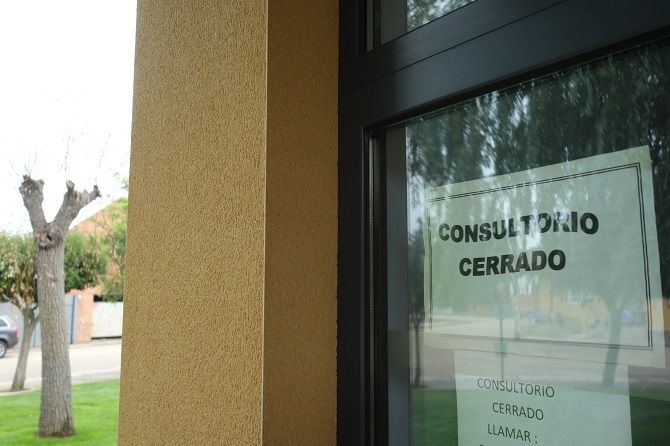 CONSULTORIO
CERRADO
CONSULTORIO
CERRADO
LLAMAR :